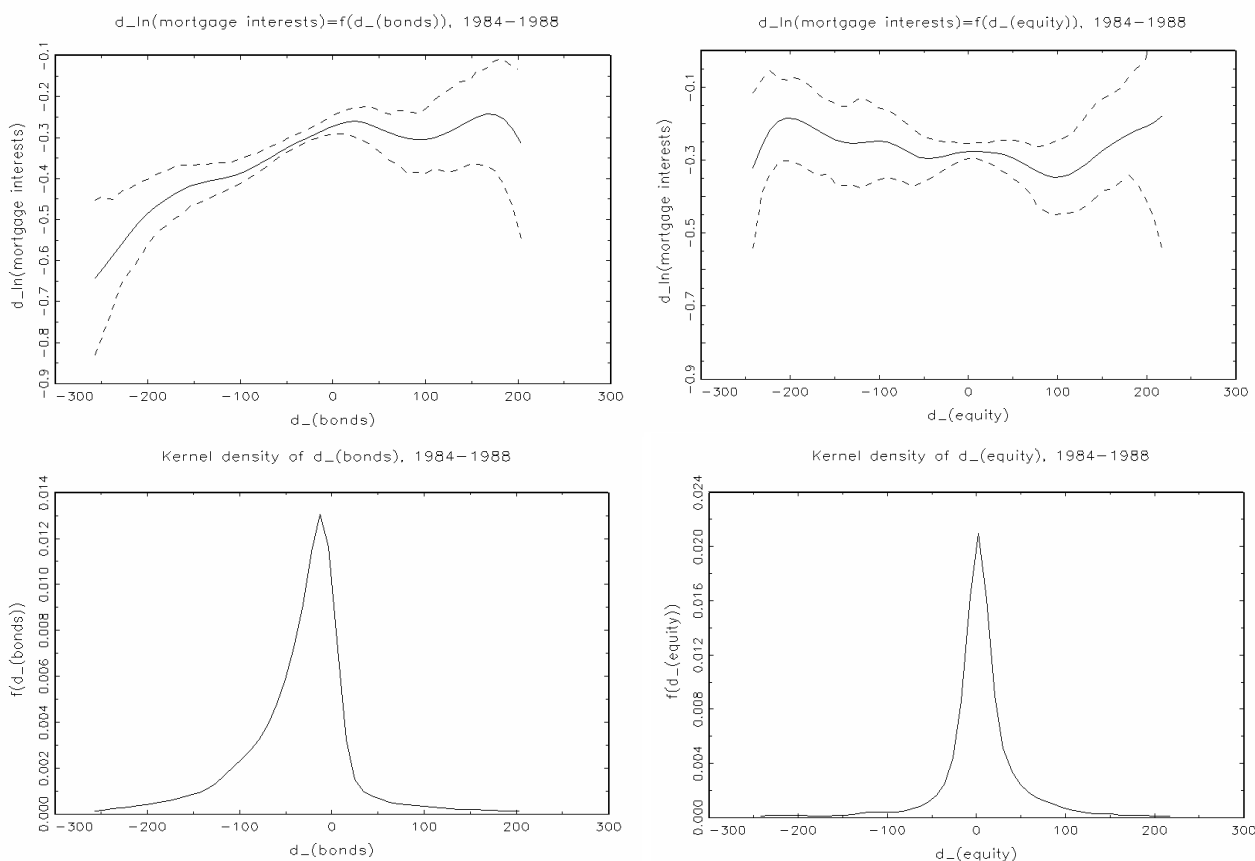 d_ln(mortgage interests)=f(d_(bonds)), 1984-1988
d_ln(mortgage interests)
-0.1
-0.2
-0.3
-0.4
-0.5
-0.6
-0.7
-0.8
-0.9
-300 -200 -100 0 100 200 300
d_(bonds)
d_ln(mortgage interests)=f(d_(equity)), 1984-1988
d_ln(mortgage interests)
-0.1
-0.3
-0.5
-0.7
-0.9
-300 -200 -100 0 100 200 300
d_(equity)
Kernel density of d_(bonds), 1984-1988
f(d_(bonds))
0.014
0.012
0.010
0.008
0.006
0.004
0.002
0.000
-300 -200 -100 0 100 200 300
d_(bonds)
Kernel density of d_(equity), 1984-1988
f(d_(equity))
0.024
0.020
0.016
0.012
0.008
0.004
0.000
-300 -200 -100 0 100 200 300
d_(equity)